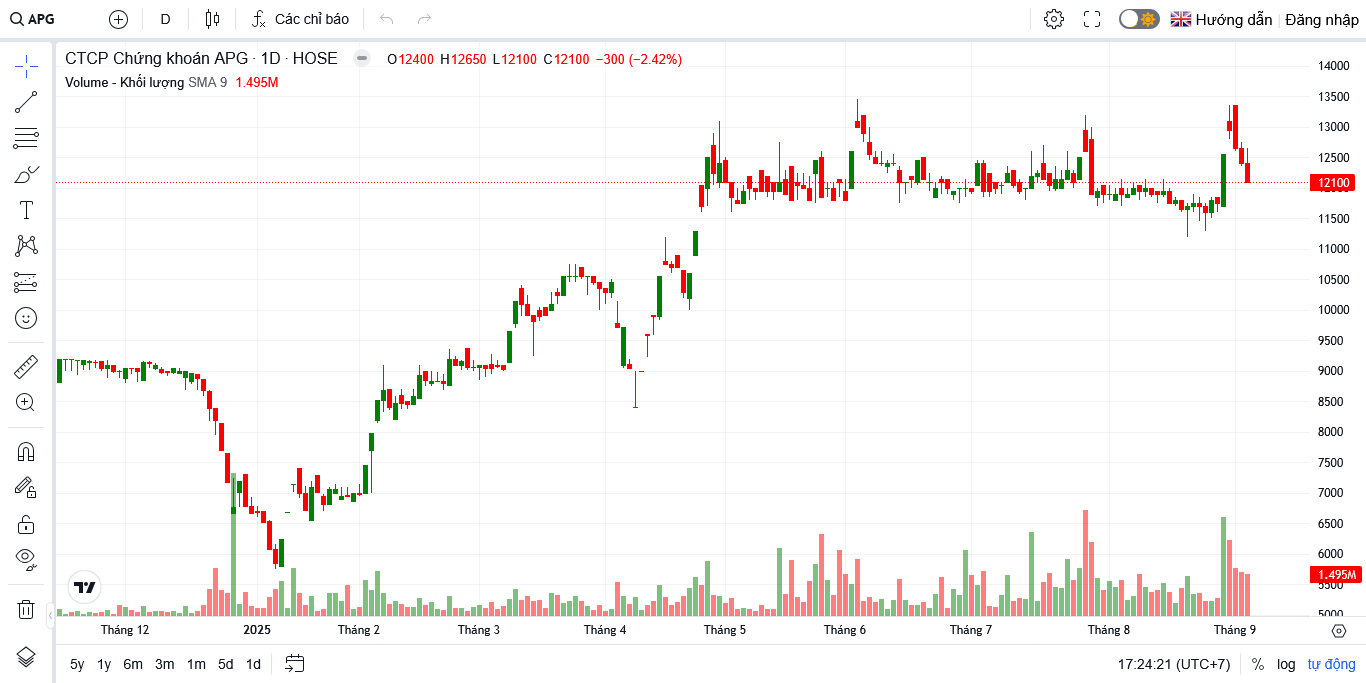 APG
D
Các chỉ báo
Hướng dẫn
Đăng nhập
CTCP Chứng khoán APG · 1D · HOSE
O12400 H12650 L12100 C12100 −300 (−2.42%)
Volume - Khối lượng SMA 9 1.495M
14000
13500
13000
12500
12100
12000
11500
11000
10500
10000
9500
9000
8500
8000
7500
7000
6500
6000
1.495M
5500
5000
Tháng 12
2025
Tháng 2
Tháng 3
Tháng 4
Tháng 5
Tháng 6
Tháng 7
Tháng 8
Tháng 9
5y 1y 6m 3m 1m 5d 1d
17:24:21 (UTC+7) % log tự động